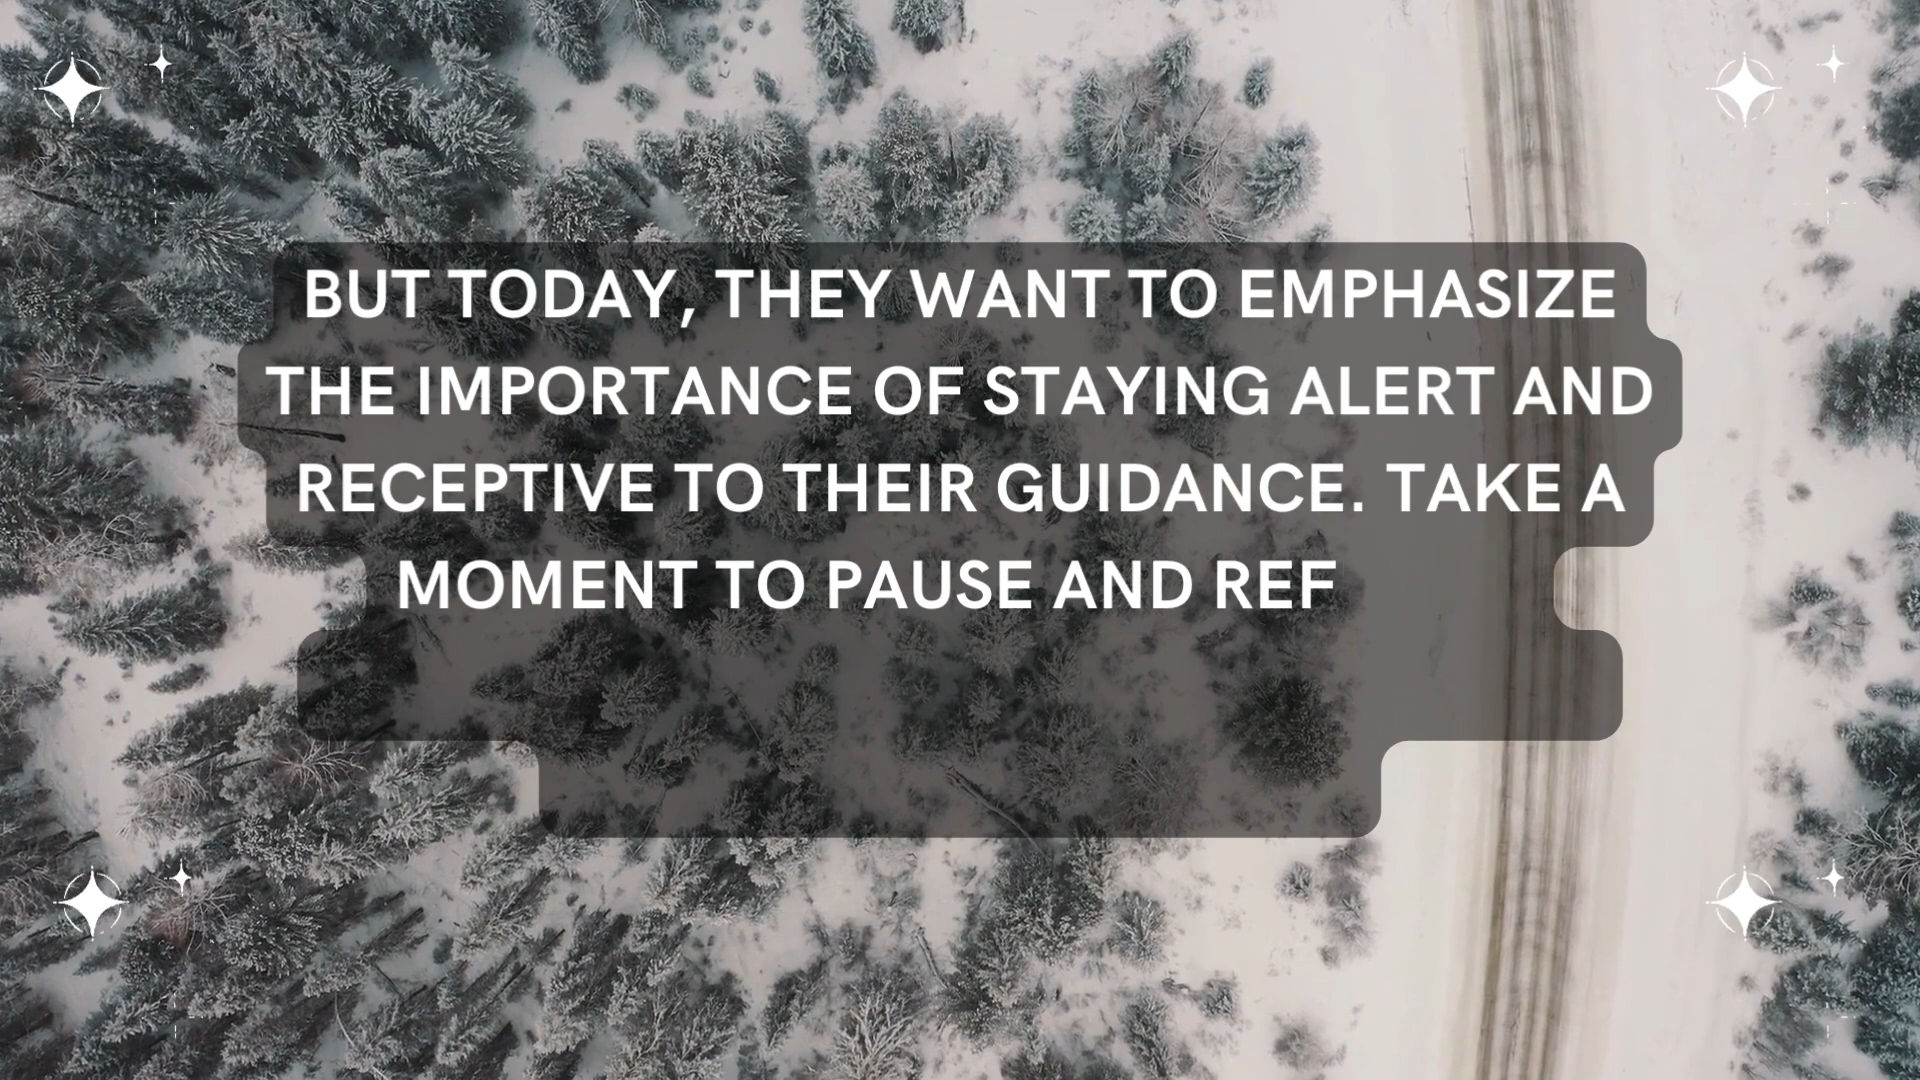 BUT TODAY, THEY WANT TO EMPHASIZE
THE IMPORTANCE OF STAYING ALERT AND
RECEPTIVE TO THEIR GUIDANCE. TAKE A
MOMENT TO PAUSE AND REF